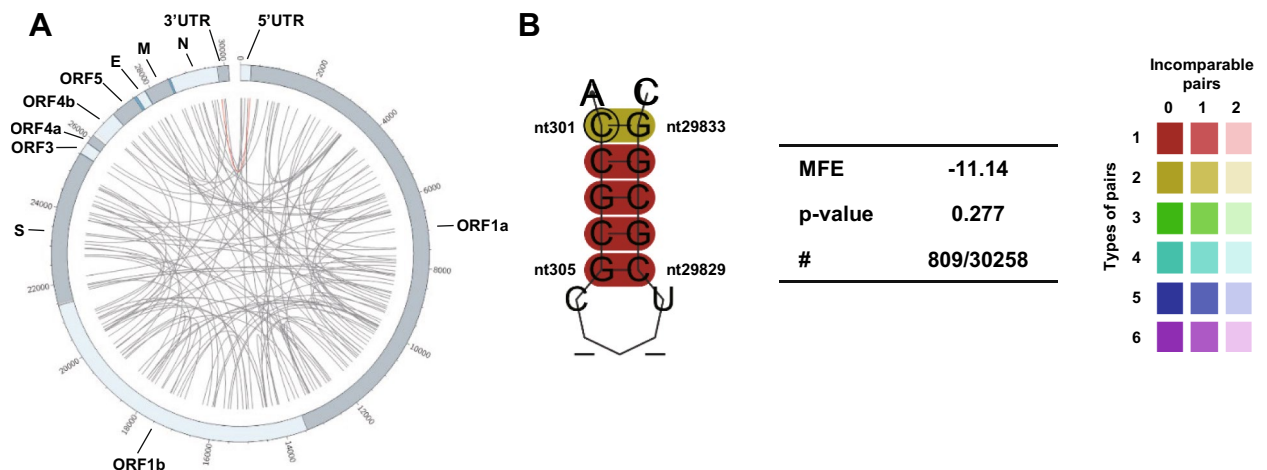 A
3’UTR
5’UTR
N
M
E
ORF5
ORF4b
ORF4a
ORF3
S
ORF1b
ORF1a
0
2000
4000
6000
8000
10000
12000
14000
16000
18000
20000
22000
24000
26000
28000
30000
B
A C
nt301 C G nt29833
C G
G C
C G
nt305 G C nt29829
C U
MFE -11.14
p-value 0.277
# 809/30258
Incomparable
pairs
0 1 2
Types of pairs
1
2
3
4
5
6